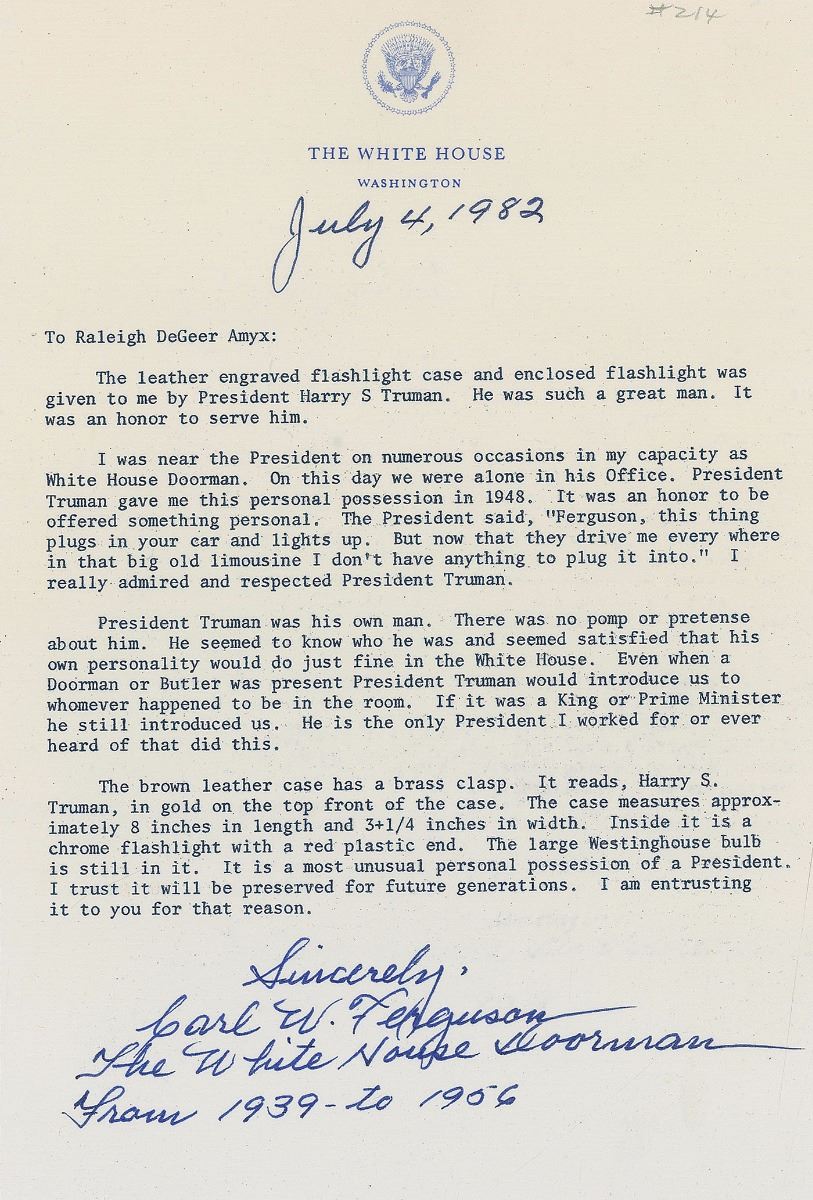 #214
THE WHITE HOUSE
WASHINGTON
July 4, 1982
To Raleigh DeGeer Amyx:
The leather engraved flashlight case and enclosed flashlight was
given to me by President Harry S Truman. He was such a great man. It
was an honor to serve him.
I was near the President on numerous occasions in my capacity as
White House Doorman. On this day we were alone in his Office. President
Truman gave me this personal possession in 1948. It was an honor to be
offered something personal. The President said, "Ferguson, this thing
plugs in your car and lights up. But now that they drive me every where
in that big old limousine I don't have anything to plug it into." I
really admired and respected President Truman.
President Truman was his own man. There was no pomp or pretense
about him. He seemed to know who he was and seemed satisfied that his
own personality would do just fine in the White House. Even when a
Doorman or Butler was present President Truman would introduce us to
whomever happened to be in the room. If it was a King or Prime Minister
he still introduced us. He is the only President I worked for or ever
heard of that did this.
The brown leather case has a brass clasp. It reads, Harry S.
Truman, in gold on the top front of the case. The case measures approx-
imately 8 inches in length and 3+1/4 inches in width. Inside it is a
chrome flashlight with a red plastic end. The large Westinghouse bulb
is still in it. It is a most unusual personal possession of a President.
I trust it will be preserved for future generations. I am entrusting
it to you for that reason.
Sincerely,
Carl W. Ferguson
The White House Doorman
From 1939-to 1956